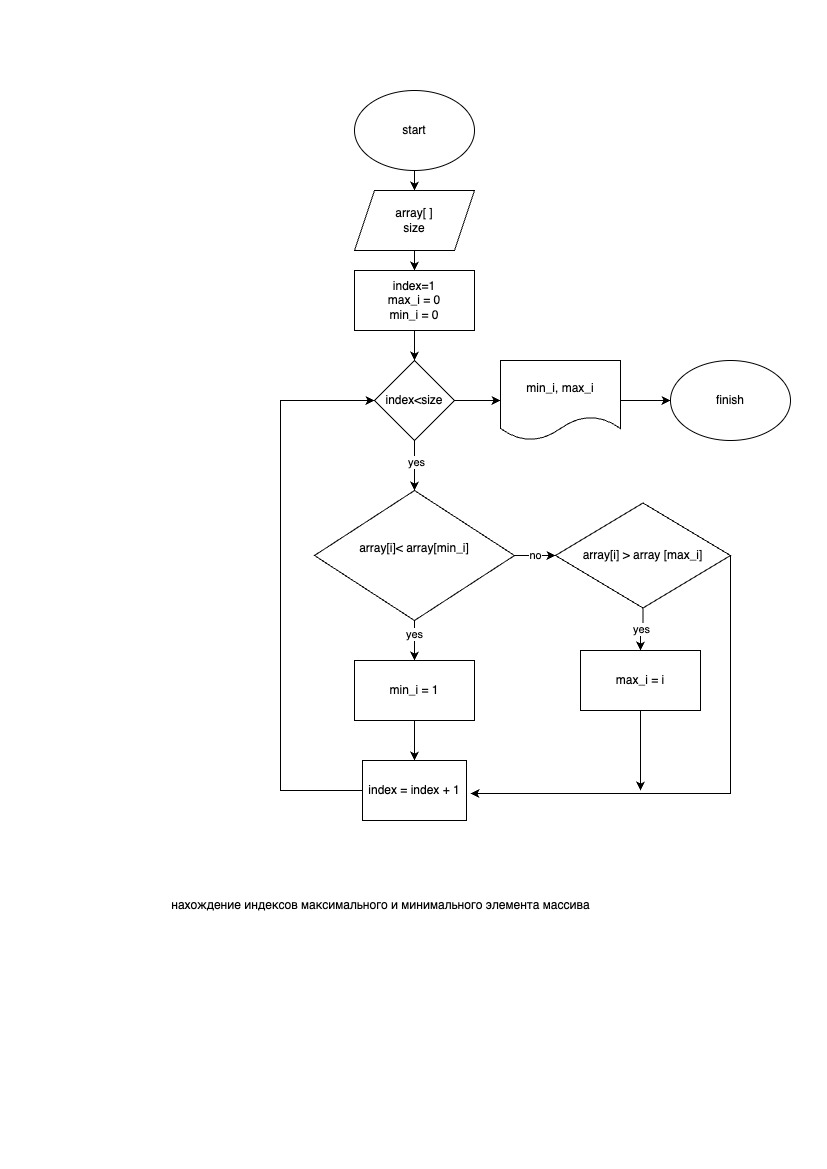 start
array[ ]
size
index=1
max_i = 0
min_i = 0
index<size
min_i, max_i
finish
yes
array[i]< array[min_i]
no
array[i] > array [max_i]
yes
yes
min_i = 1
max_i = i
index = index + 1
нахождение индексов максимального и минимального элемента массива